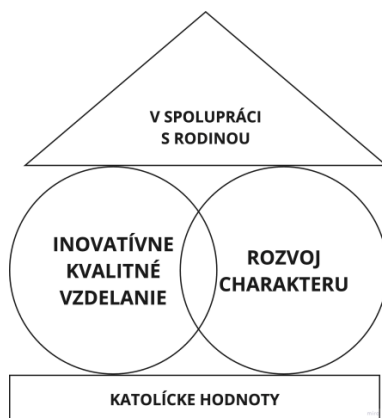 V SPOLUPRÁCI
S RODINOU
INOVATÍVNE
KVALITNÉ
VZDELANIE
ROZVOJ
CHARAKTERU
KATOLÍCKE HODNOTY